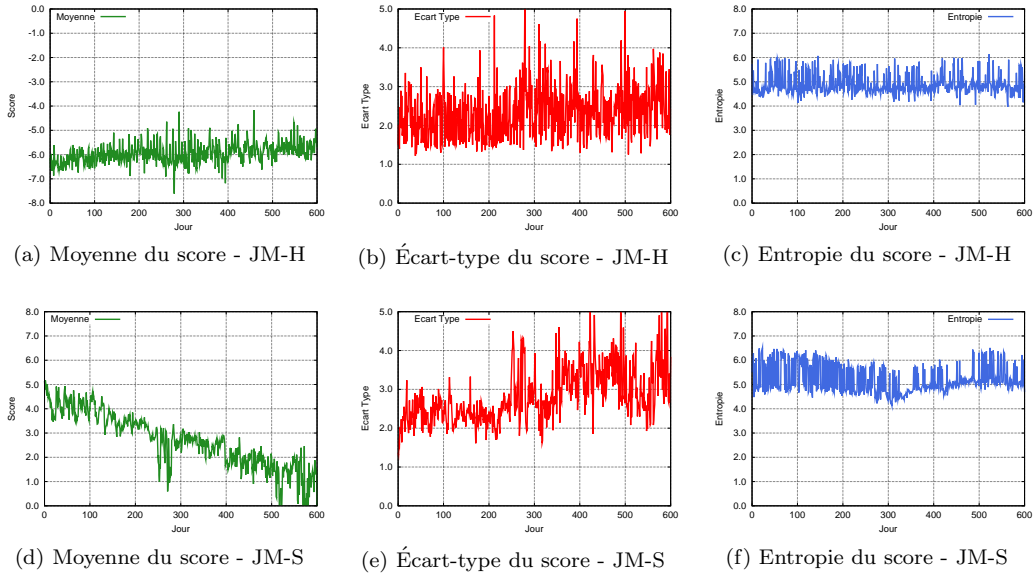 Moyenne
Score
0.0
-1.0
-2.0
-3.0
-4.0
-5.0
-6.0
-7.0
-8.0
0 100 200 300 400 500 600
Jour
(a) Moyenne du score - JM-H
Ecart Type
Ecart Type
5.0
4.0
3.0
2.0
1.0
0.0
0 100 200 300 400 500 600
Jour
(b) Écart-type du score - JM-H
Entropie
Entropie
8.0
7.0
6.0
5.0
4.0
3.0
2.0
1.0
0.0
0 100 200 300 400 500 600
Jour
(c) Entropie du score - JM-H
Moyenne
Score
8.0
7.0
6.0
5.0
4.0
3.0
2.0
1.0
0.0
0 100 200 300 400 500 600
Jour
(d) Moyenne du score - JM-S
Ecart Type
Ecart Type
5.0
4.0
3.0
2.0
1.0
0.0
0 100 200 300 400 500 600
Jour
(e) Écart-type du score - JM-S
Entropie
Entropie
8.0
7.0
6.0
5.0
4.0
3.0
2.0
1.0
0.0
0 100 200 300 400 500 600
Jour
(f) Entropie du score - JM-S